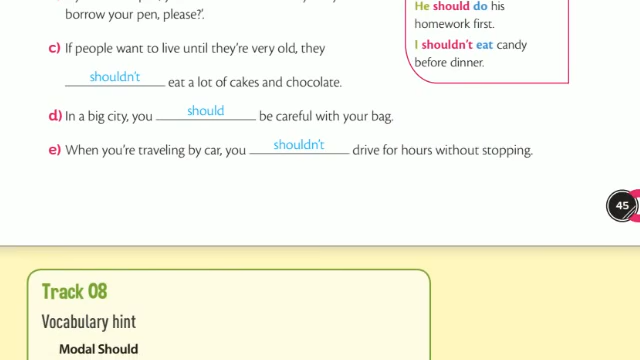 borrow your pen, please?'.
c) If people want to live until they're very old, they
shouldn't eat a lot of cakes and chocolate.
d) In a big city, you should be careful with your bag.
e) When you're traveling by car, you shouldn't drive for hours without stopping.
He should do his
homework first.
I shouldn't eat candy
before dinner.
45
Track 08
Vocabulary hint
Modal Should